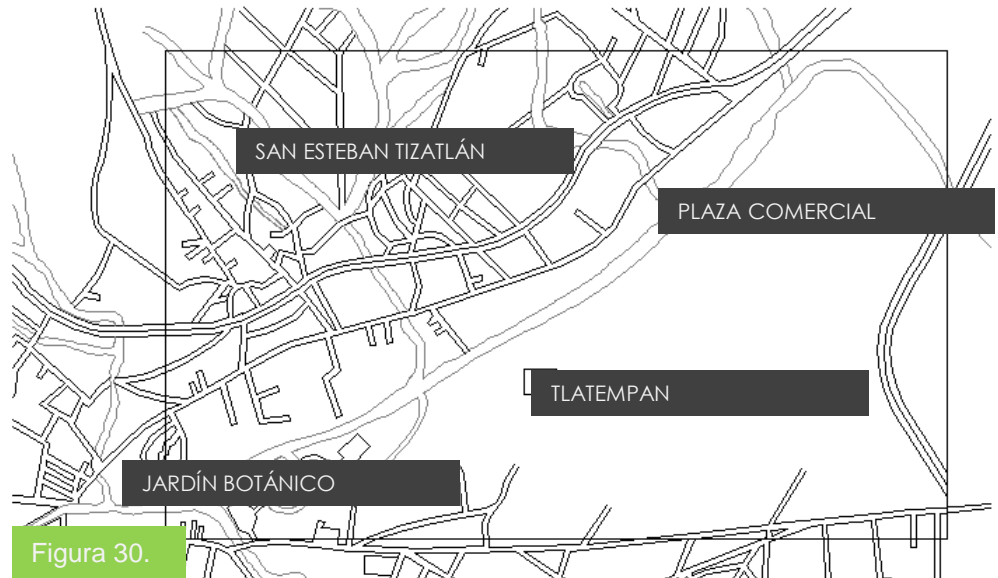 SAN ESTEBAN TIZATLÁN
PLAZA COMERCIAL
TLATEMPAN
JARDÍN BOTÁNICO
Figura 30.